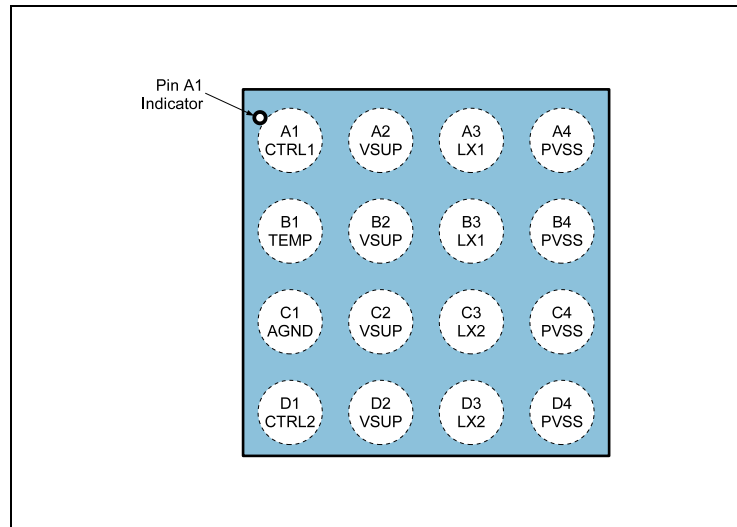 Pin A1
Indicator
A1 A2 A3 A4
CTRL1 VSUP LX1 PVSS
B1 B2 B3 B4
TEMP VSUP LX1 PVSS
C1 C2 C3 C4
AGND VSUP LX2 PVSS
D1 D2 D3 D4
CTRL2 VSUP LX2 PVSS